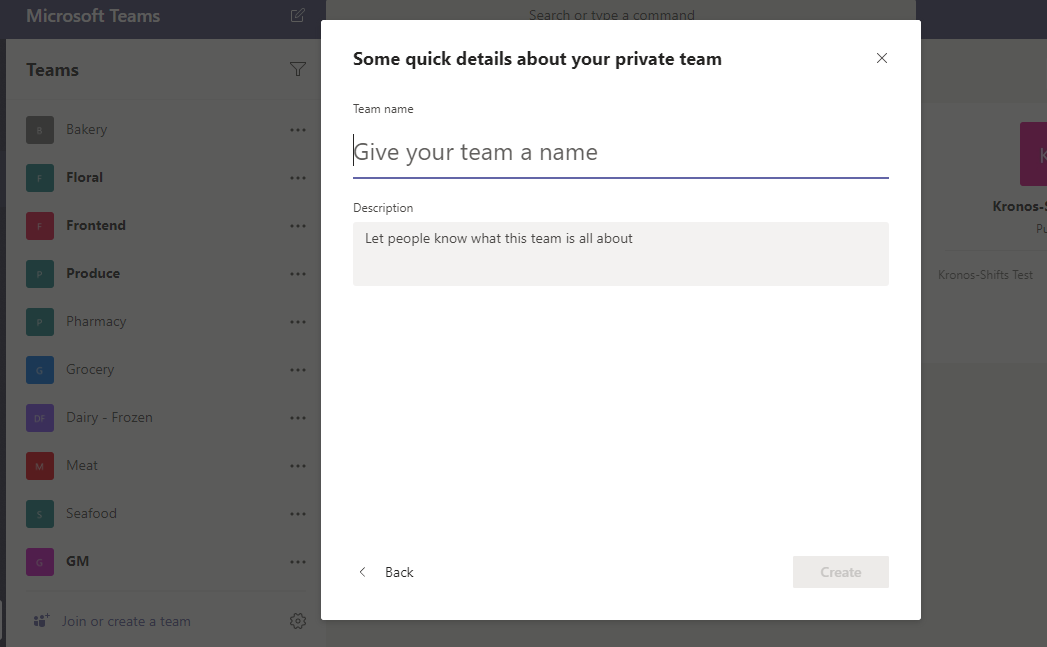 Microsoft Teams
Search or type a command
Teams
B
Bakery
F
Floral
F
Frontend
P
Produce
P
Pharmacy
G
Grocery
DF
Dairy - Frozen
M
Meat
S
Seafood
G
GM
Join or create a team
Some quick details about your private team
Team name
Give your team a name
Description
Let people know what this team is all about
Back
Create
K
Kronos-S
Pu
Kronos-Shifts Test